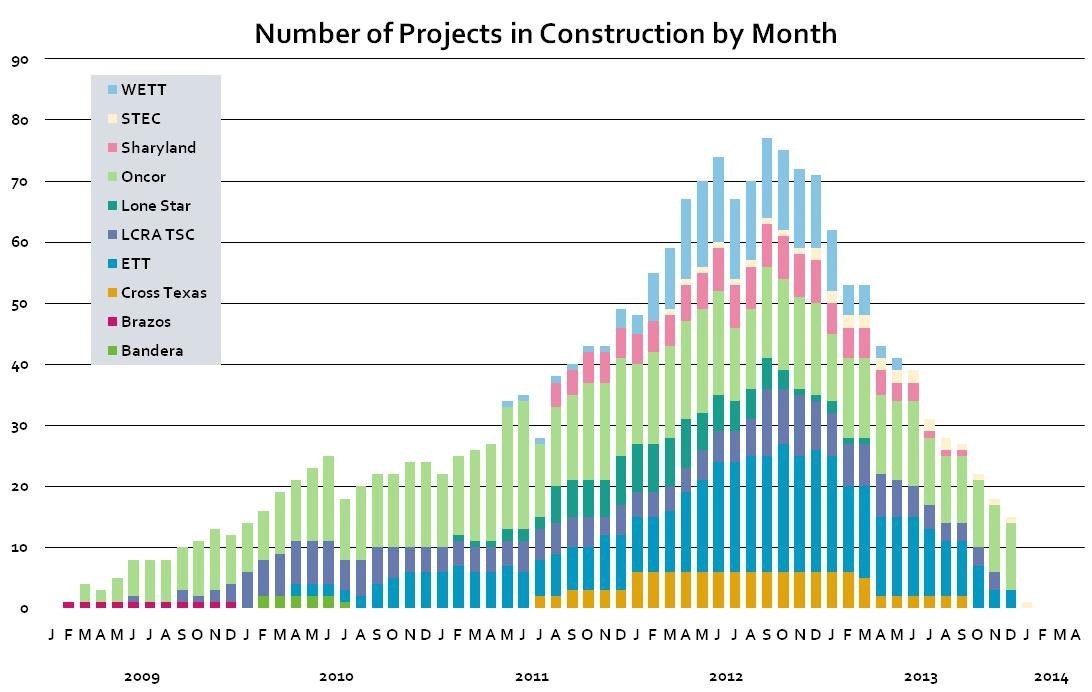 Number of Projects in Construction by Month
90
80
70
60
50
40
30
20
10
0
WETT
STEC
Sharyland
Oncor
Lone Star
LCRA TSC
ETT
Cross Texas
Brazos
Bandera
J F M A M J J A S O N D J F M A M J J A S O N D J F M A M J J A S O N D J F M A M J J A S O N D J F M A M J J A S O N D J F M A
2009 2010 2011 2012 2013 2014